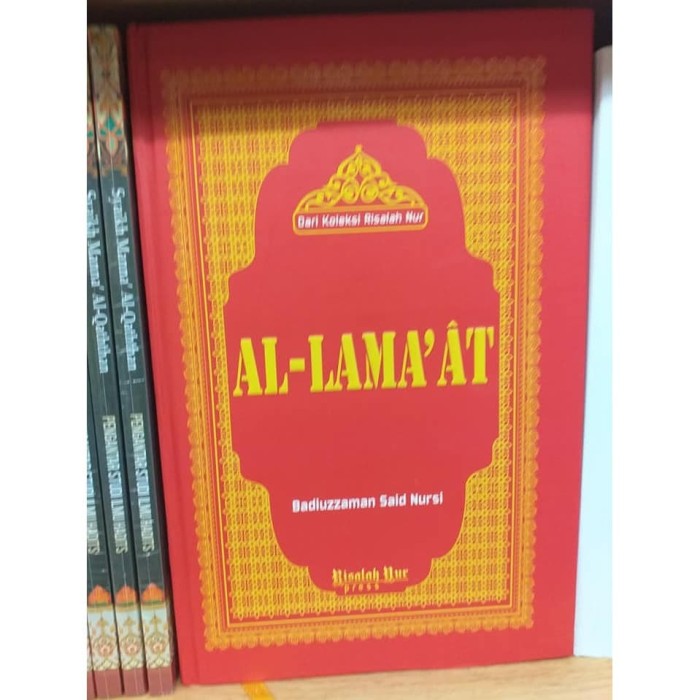 Dari Koleksi Risalah Nur
AL-LAMA'ÂT
Badiuzzaman Said Nursi
Risalah Nur
press
Syaikh Manna' Al-Qaththan
PENGANTAR STUDI ILMU HADITS
Syaikh Manna' Al-Qaththan
PENGANTAR STUDI ILMU HADITS